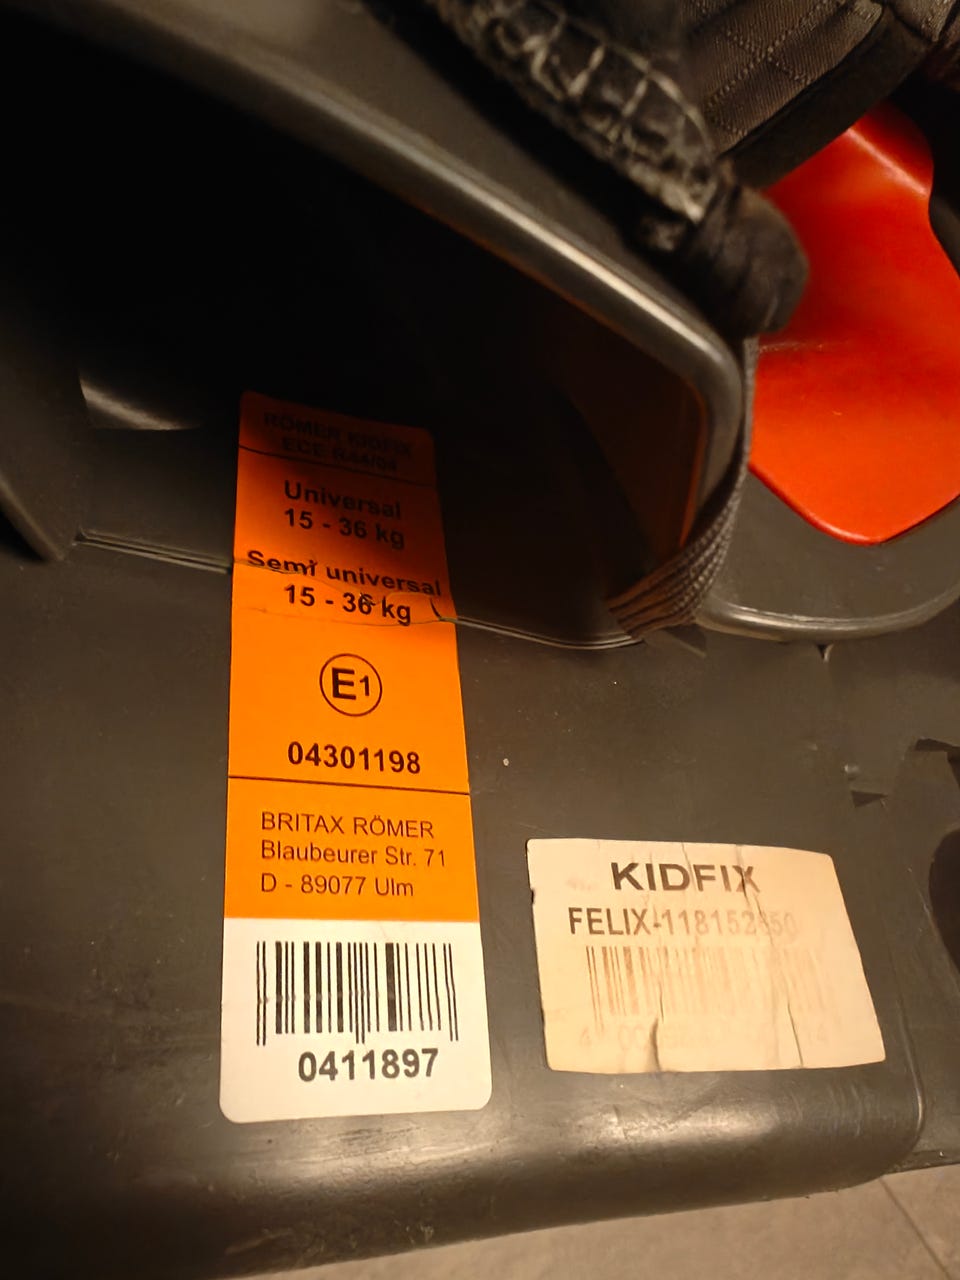 RÖMER KIDFIX
ECE R44/04
Universal
15 - 36 kg
Semi universal
15 - 36 kg
E1
04301198
BRITAX RÖMER
Blaubeurer Str. 71
D - 89077 Ulm
0411897
KIDFIX